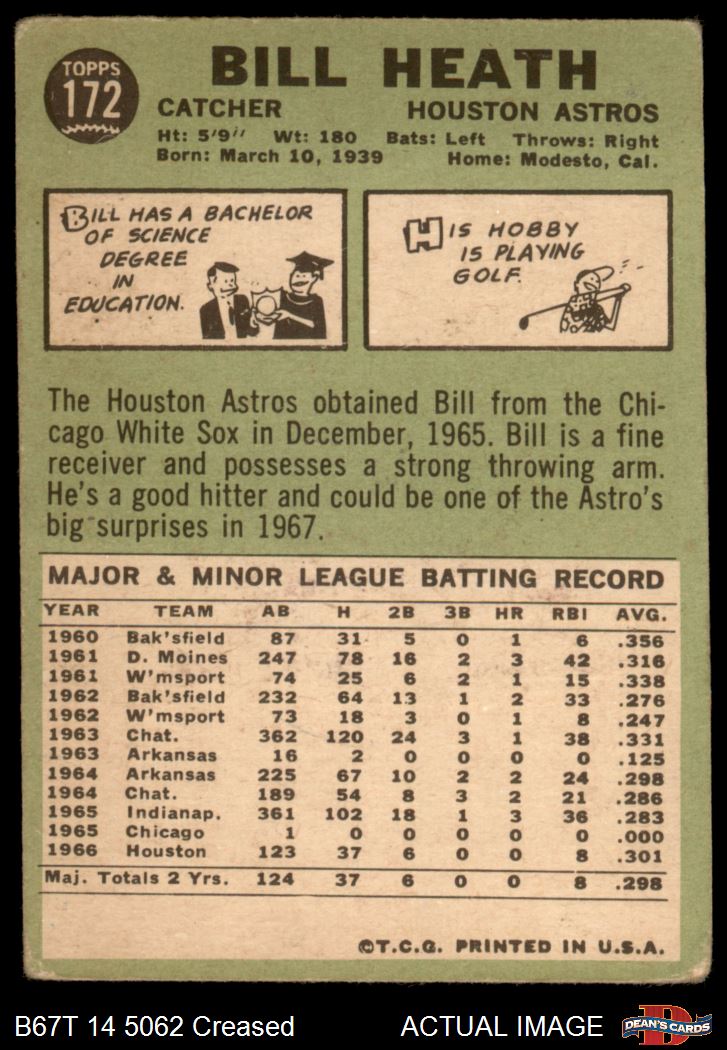 TOPPS
172
BILL HEATH
CATCHER HOUSTON ASTROS
Ht: 5'9" Wt: 180 Bats: Left Throws: Right
Born: March 10, 1939 Home: Modesto, Cal.
BILL HAS A BACHELOR
OF SCIENCE
DEGREE
IN
EDUCATION.
HIS HOBBY
IS PLAYING
GOLF.
The Houston Astros obtained Bill from the Chi-
cago White Sox in December, 1965. Bill is a fine
receiver and possesses a strong throwing arm.
He's a good hitter and could be one of the Astro's
big surprises in 1967.
MAJOR & MINOR LEAGUE BATTING RECORD
YEAR TEAM AB H 2B 3B HR RBI AVG.
1960 Bak'sfield 87 31 5 0 1 6 .356
1961 D. Moines 247 78 16 2 3 42 .316
1961 W'msport 74 25 6 2 1 15 .338
1962 Bak'sfield 232 64 13 1 2 33 .276
1962 W'msport 73 18 3 0 1 8 .247
1963 Chat. 362 120 24 3 1 38 .331
1963 Arkansas 16 2 0 0 0 0 .125
1964 Arkansas 225 67 10 2 2 24 .298
1964 Chat. 189 54 8 3 2 21 .286
1965 Indianap. 361 102 18 1 3 36 .283
1965 Chicago 1 0 0 0 0 0 .000
1966 Houston 123 37 6 0 0 8 .301
Maj. Totals 2 Yrs. 124 37 6 0 0 8 .298
©T.C.G. PRINTED IN U.S.A.
B67T 14 5062 Creased ACTUAL IMAGE
D
DEAN'S CARDS